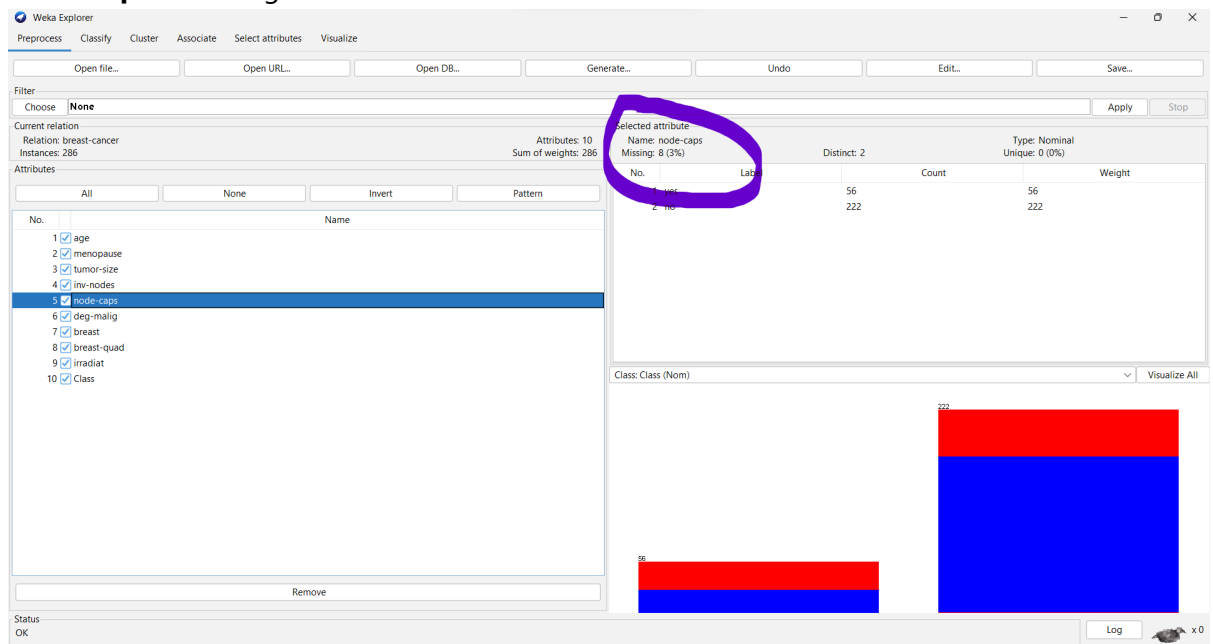 Weka Explorer
Preprocess Classify Cluster Associate Select attributes Visualize
Open file... Open URL... Open DB... Generate... Undo Edit... Save...
Filter
Choose None Apply Stop
Current relation
Relation: breast-cancer Attributes: 10
Instances: 286 Sum of weights: 286
Attributes
All None Invert Pattern
No. Name
1 age
2 menopause
3 tumor-size
4 inv-nodes
5 node-caps
6 deg-malig
7 breast
8 breast-quad
9 irradiat
10 Class
Remove
Selected attribute
Name: node-caps Type: Nominal
Missing: 8 (3%) Distinct: 2 Unique: 0 (0%)
No. Label Count Weight
1 yes 56 56
2 no 222 222
Class: Class (Nom) Visualize All
222
56
Status
OK Log x 0